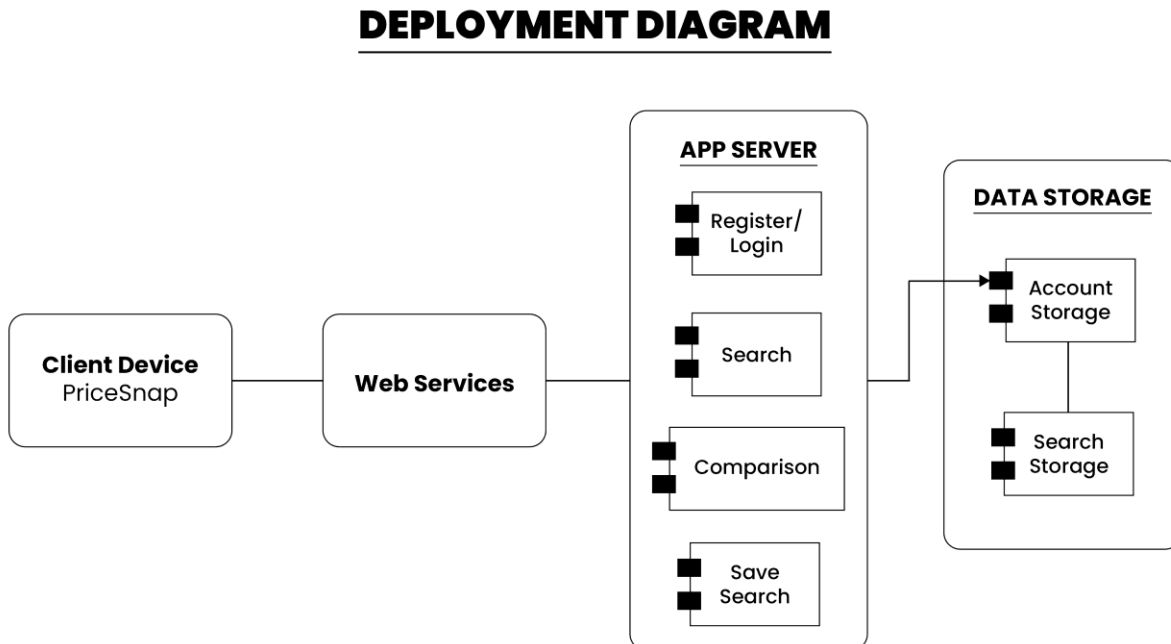 DEPLOYMENT DIAGRAM
Client Device
PriceSnap
Web Services
APP SERVER
Register/
Login
Search
Comparison
Save
Search
DATA STORAGE
Account
Storage
Search
Storage